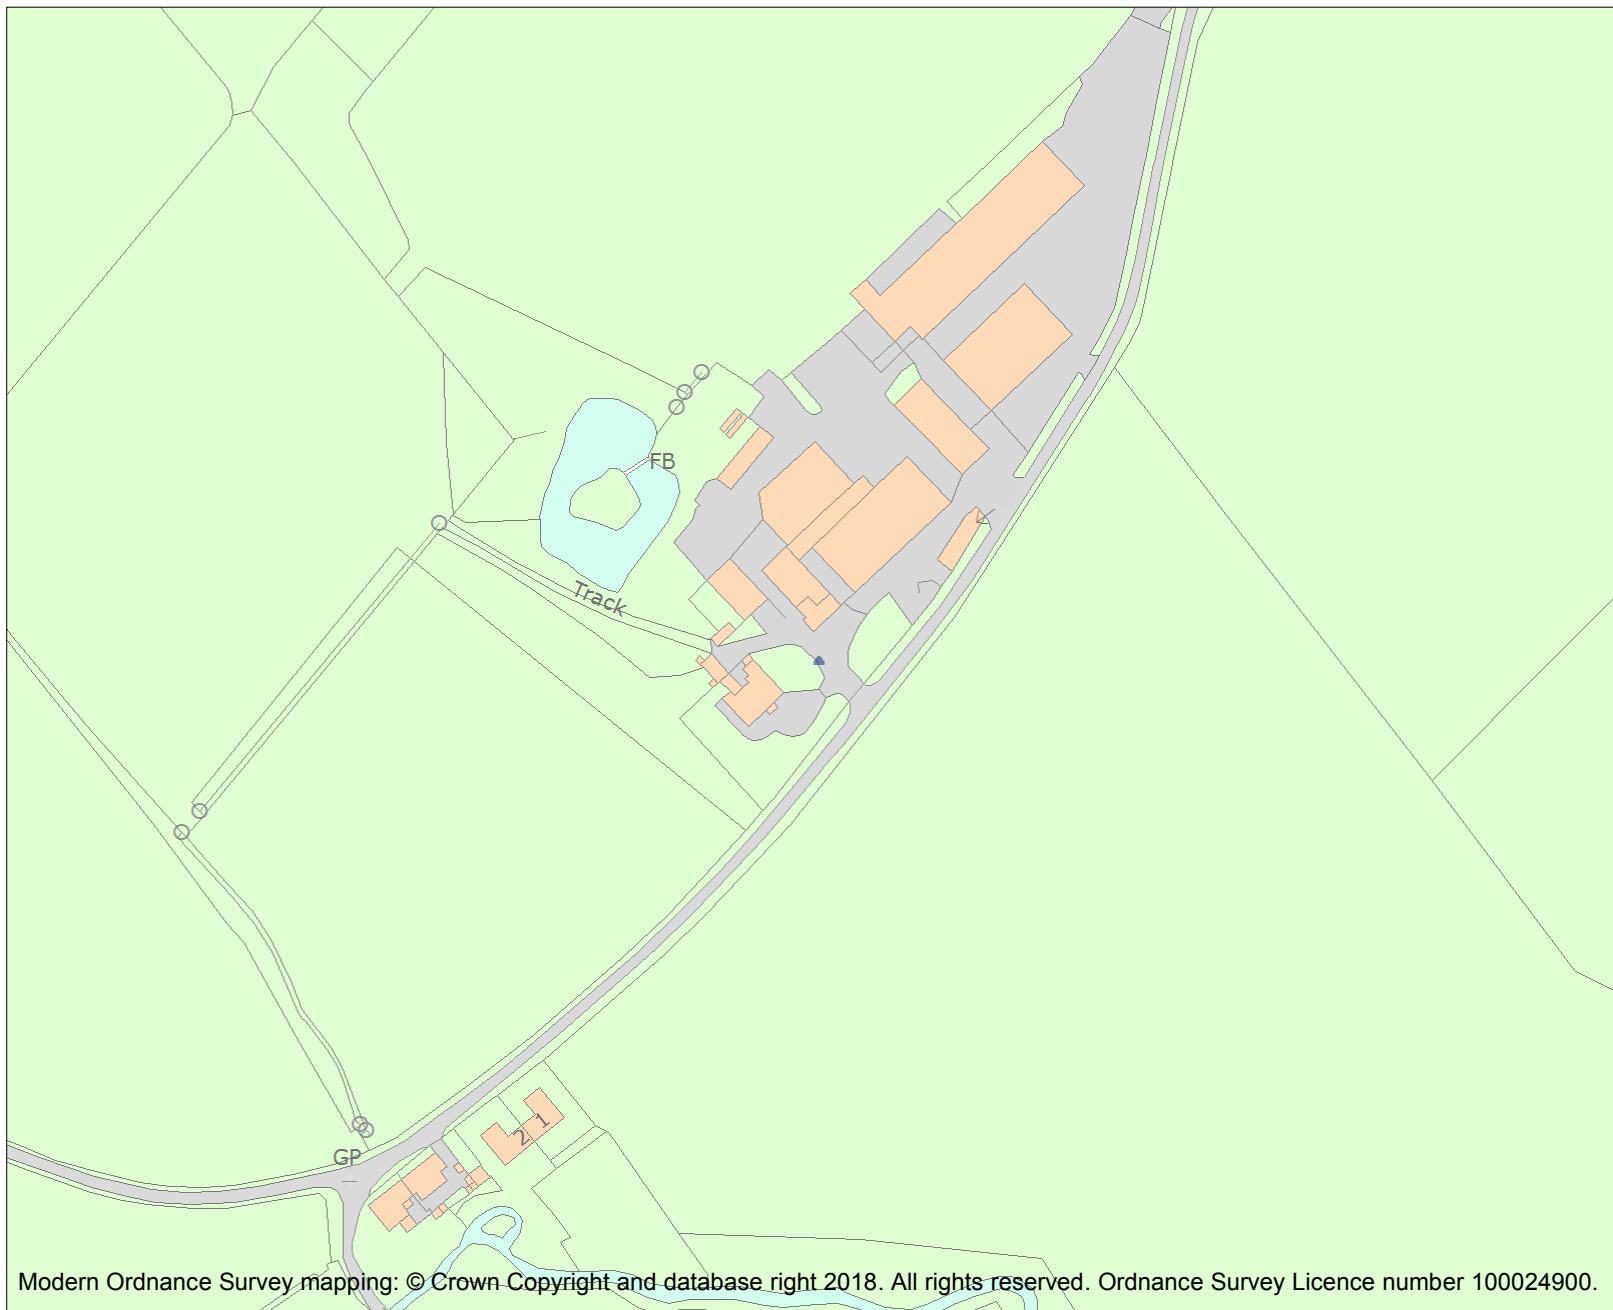 FB
Track
1
2
GP
Modern Ordnance Survey mapping: © Crown Copyright and database right 2018. All rights reserved. Ordnance Survey Licence number 100024900.